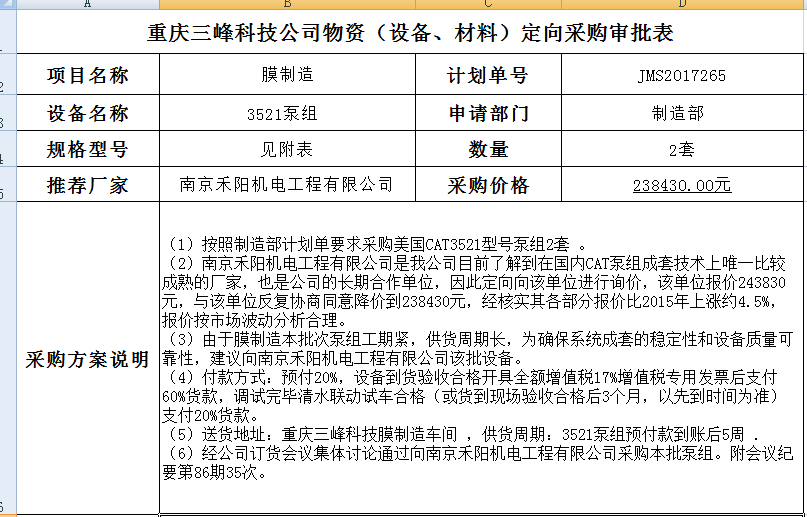 A B C D
重庆三峰科技公司物资（设备、材料）定向采购审批表
项目名称 膜制造 计划单号 JMS2017265
设备名称 3521泵组 申请部门 制造部
规格型号 见附表 数量 2套
推荐厂家 南京禾阳机电工程有限公司 采购价格 238430.00元
采购方案说明
（1）按照制造部计划单要求采购美国CAT3521型号泵组2套 。
（2）南京禾阳机电工程有限公司是我公司目前了解到在国内CAT泵组成套技术上唯一比较
成熟的厂家，也是公司的长期合作单位，因此定向向该单位进行询价，该单位报价243830
元，与该单位反复协商同意降价到238430元，经核实其各部分报价比2015年上涨约4.5%，
报价按市场波动分析合理。
（3）由于膜制造本批次泵组工期紧，供货周期长，为确保系统成套的稳定性和设备质量可
靠性，建议向南京禾阳机电工程有限公司该批设备。
（4）付款方式：预付20%，设备到货验收合格开具全额增值税17%增值税专用发票后支付
60%货款，调试完毕清水联动试车合格（或货到现场验收合格后3个月，以先到时间为准）
支付20%货款。
（5）送货地址：重庆三峰科技膜制造车间 ，供货周期：3521泵组预付款到账后5周 .
（6）经公司订货会议集体讨论通过向南京禾阳机电工程有限公司采购本批泵组。附会议纪
要第86期35次。